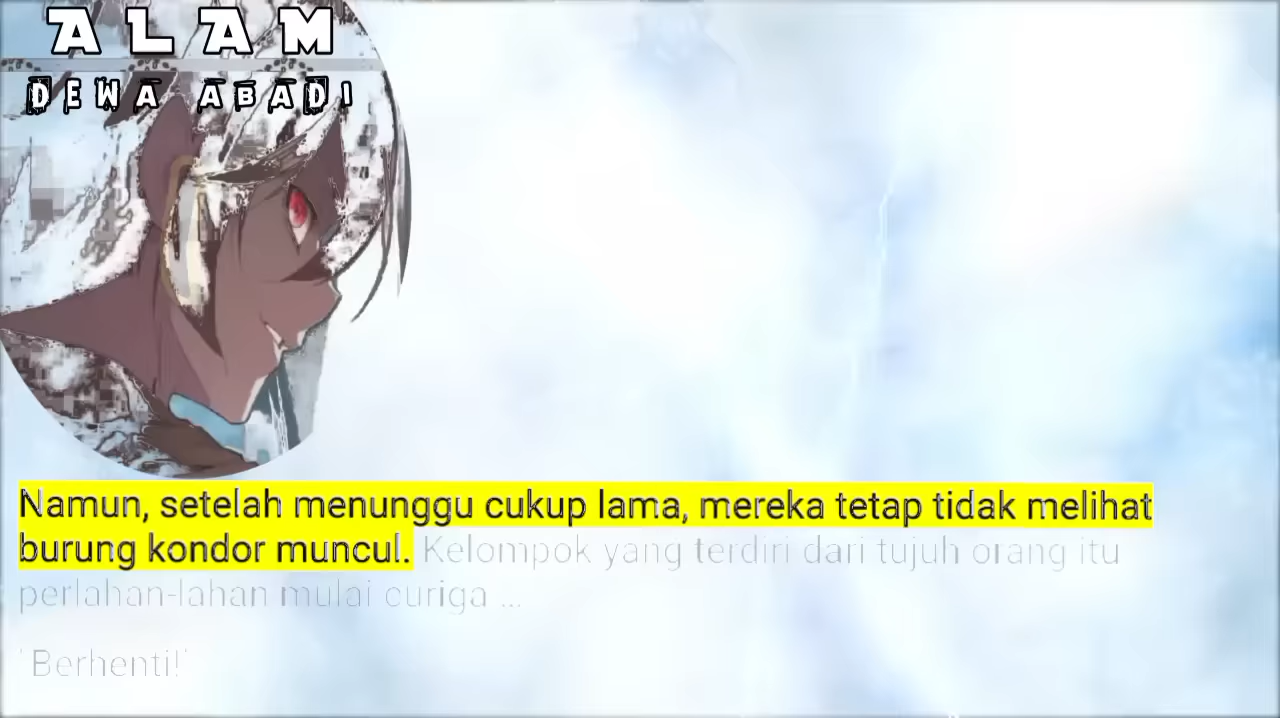 ALAM
DEWA ABADI
Namun, setelah menunggu cukup lama, mereka tetap tidak melihat
burung kondor muncul. Kelompok yang terdiri dari tujuh orang itu
perlahan-lahan mulai curiga ...
'Berhenti!'